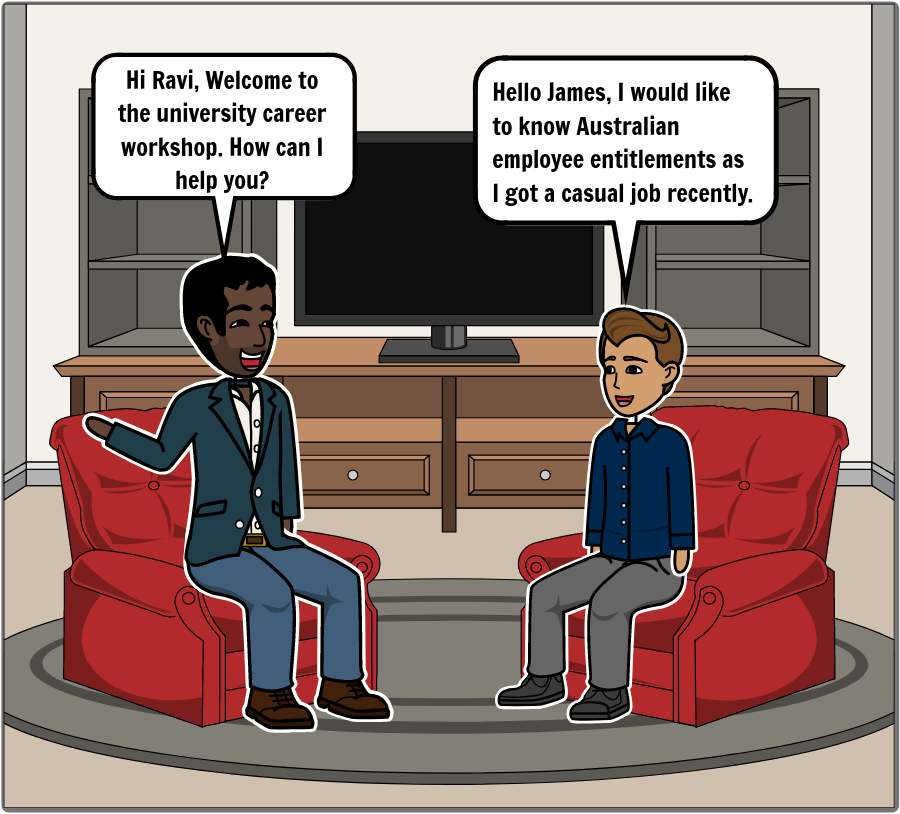 Hi Ravi, Welcome to
the university career
workshop. How can I
help you?
Hello James, I would like
to know Australian
employee entitlements as
I got a casual job recently.